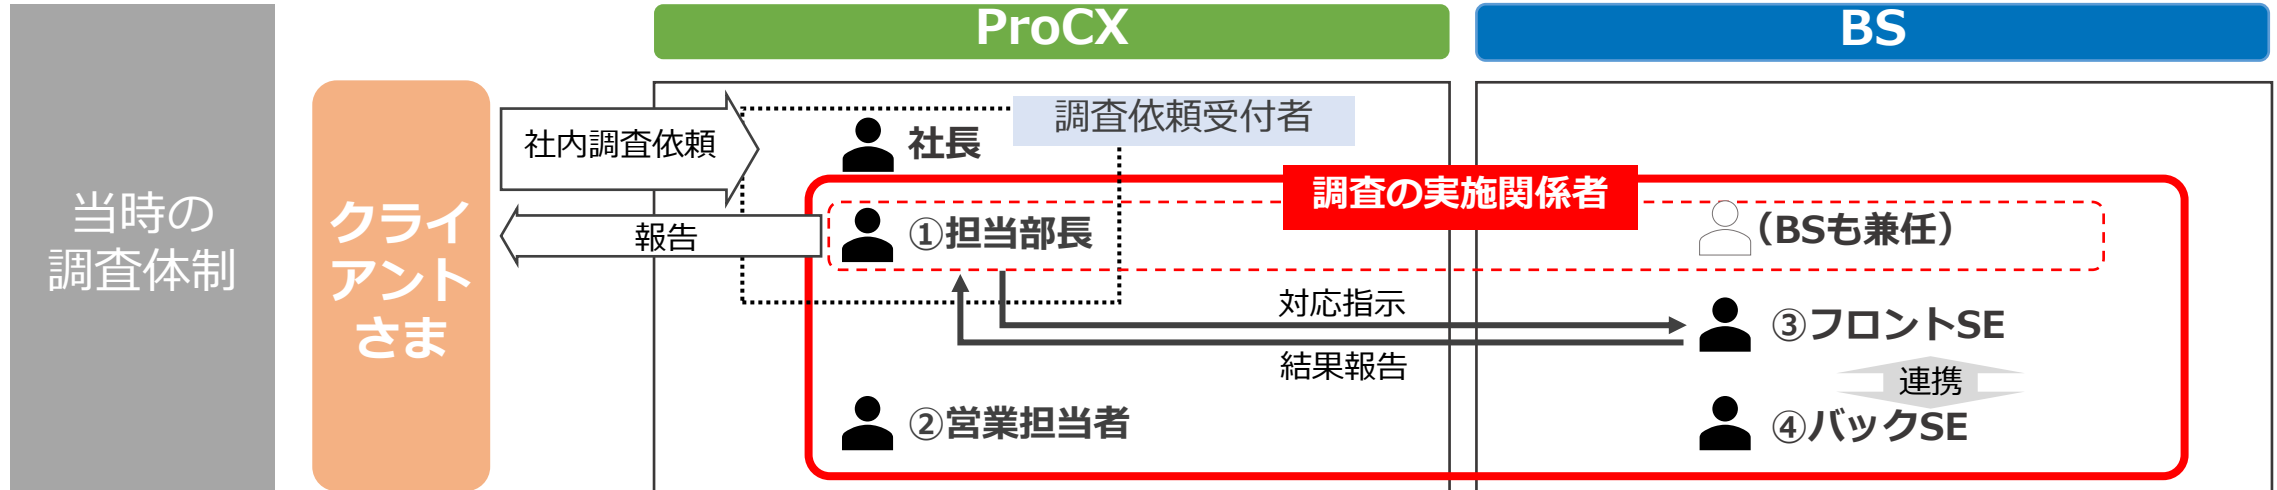 ProCX
BS
当時の
調査体制
クライ
アント
さま
社内調査依頼
報告
調査依頼受付者
社長
調査の実施関係者
①担当部長
（BSも兼任）
対応指示
結果報告
③フロントSE
連携
②営業担当者
④バックSE